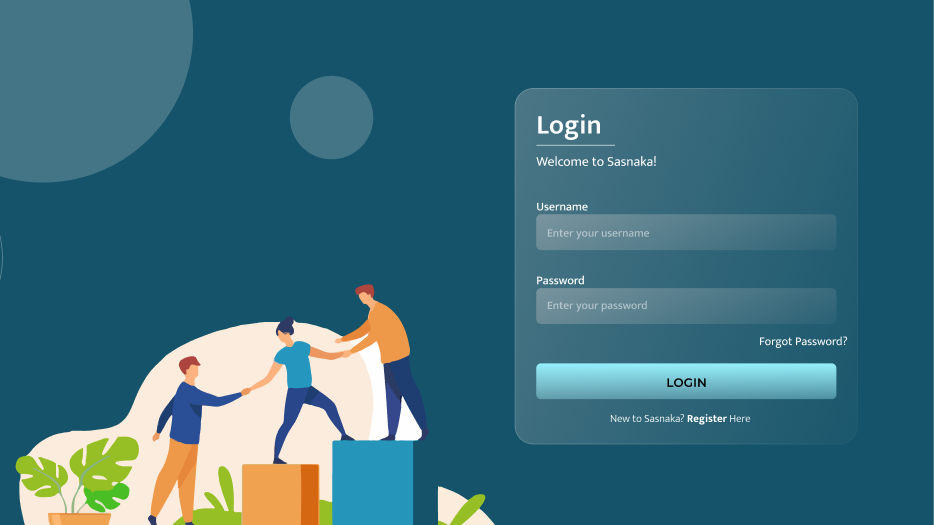 Login
Welcome to Sasnaka!
Username
Enter your username
Password
Enter your password
Forgot Password?
LOGIN
New to Sasnaka? Register Here